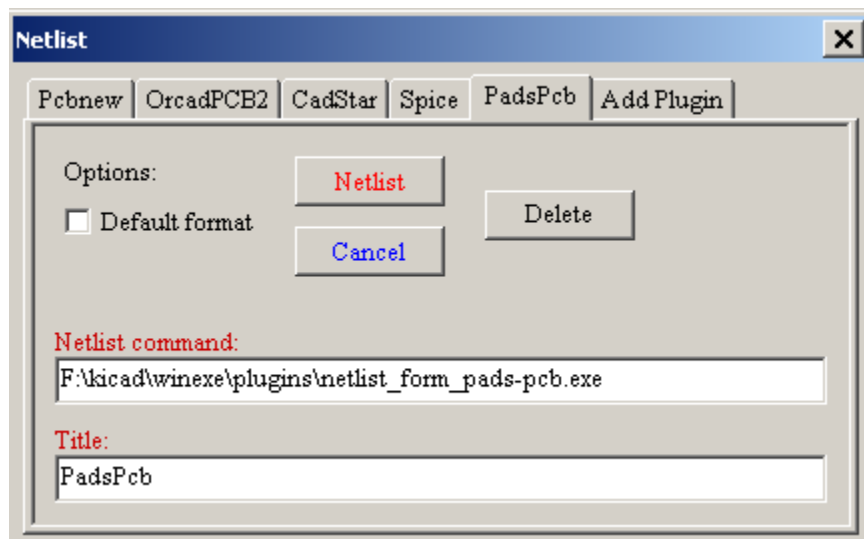 Netlist
Pcbnew OrcadPCB2 CadStar Spice PadsPcb Add Plugin
Options:
Netlist
Delete
Default format
Cancel
Netlist command:
F:\kicad\winexe\plugins\netlist_form_pads-pcb.exe
Title:
PadsPcb